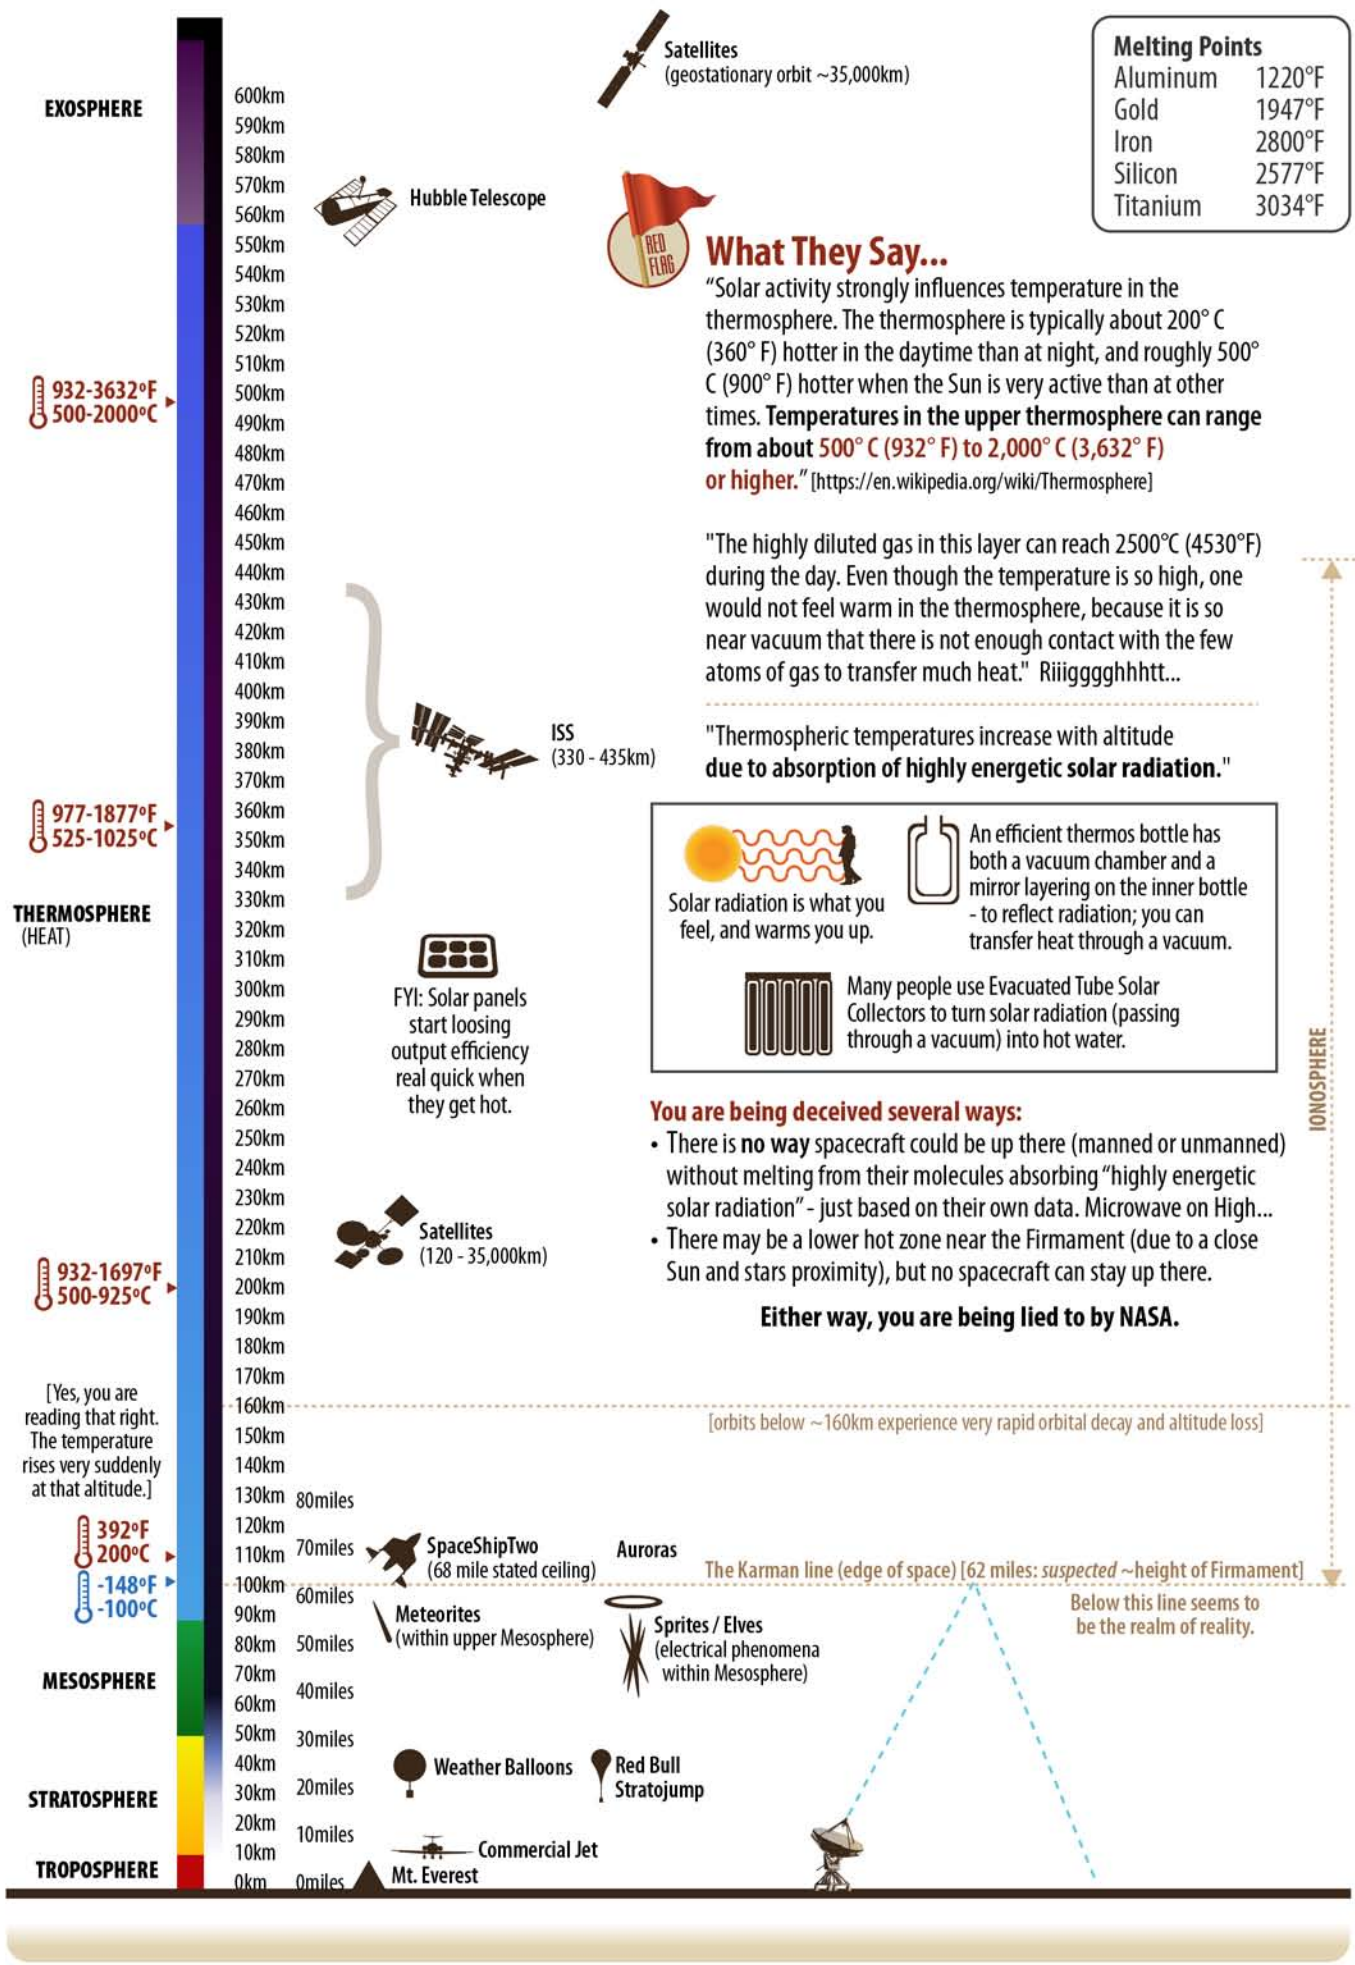 Satellites
(geostationary orbit ~35,000km)
Melting Points
Aluminum 1220°F
Gold 1947°F
Iron 2800°F
Silicon 2577°F
Titanium 3034°F
EXOSPHERE
600km
590km
580km
570km
560km
550km
540km
530km
520km
510km
500km
490km
480km
470km
460km
450km
440km
430km
420km
410km
400km
390km
380km
370km
360km
350km
340km
330km
320km
310km
300km
290km
280km
270km
260km
250km
240km
230km
220km
210km
200km
190km
180km
170km
160km
150km
140km
130km 80miles
120km
110km 70miles
100km
60miles
90km
80km 50miles
70km
40miles
60km
50km
30miles
40km
30km 20miles
20km
10miles
10km
0km 0miles
Hubble Telescope
RED
FLAG
What They Say...
“Solar activity strongly influences temperature in the
thermosphere. The thermosphere is typically about 200° C
(360° F) hotter in the daytime than at night, and roughly 500°
C (900° F) hotter when the Sun is very active than at other
times. Temperatures in the upper thermosphere can range
from about 500° C (932° F) to 2,000° C (3,632° F)
or higher.” [https://en.wikipedia.org/wiki/Thermosphere]
"The highly diluted gas in this layer can reach 2500°C (4530°F)
during the day. Even though the temperature is so high, one
would not feel warm in the thermosphere, because it is so
near vacuum that there is not enough contact with the few
atoms of gas to transfer much heat." Riiigggghhhtt...
"Thermospheric temperatures increase with altitude
due to absorption of highly energetic solar radiation."
932-3632ºF
500-2000ºC
ISS
(330 - 435km)
977-1877ºF
525-1025ºC
THERMOSPHERE
(HEAT)
Solar radiation is what you
feel, and warms you up.
An efficient thermos bottle has
both a vacuum chamber and a
mirror layering on the inner bottle
- to reflect radiation; you can
transfer heat through a vacuum.
Many people use Evacuated Tube Solar
Collectors to turn solar radiation (passing
through a vacuum) into hot water.
FYI: Solar panels
start loosing
output efficiency
real quick when
they get hot.
IONOSPHERE
You are being deceived several ways:
• There is no way spacecraft could be up there (manned or unmanned)
without melting from their molecules absorbing “highly energetic
solar radiation” - just based on their own data. Microwave on High...
• There may be a lower hot zone near the Firmament (due to a close
Sun and stars proximity), but no spacecraft can stay up there.
Either way, you are being lied to by NASA.
Satellites
(120 - 35,000km)
932-1697ºF
500-925ºC
[Yes, you are
reading that right.
The temperature
rises very suddenly
at that altitude.]
[orbits below ~160km experience very rapid orbital decay and altitude loss]
392ºF
200ºC
-148ºF
-100ºC
SpaceShipTwo
(68 mile stated ceiling)
Auroras
The Karman line (edge of space) [62 miles: suspected ~height of Firmament]
Below this line seems to
be the realm of reality.
Meteorites
(within upper Mesosphere)
Sprites / Elves
(electrical phenomena
within Mesosphere)
MESOSPHERE
Weather Balloons
Red Bull
Stratojump
STRATOSPHERE
Commercial Jet
TROPOSPHERE
Mt. Everest